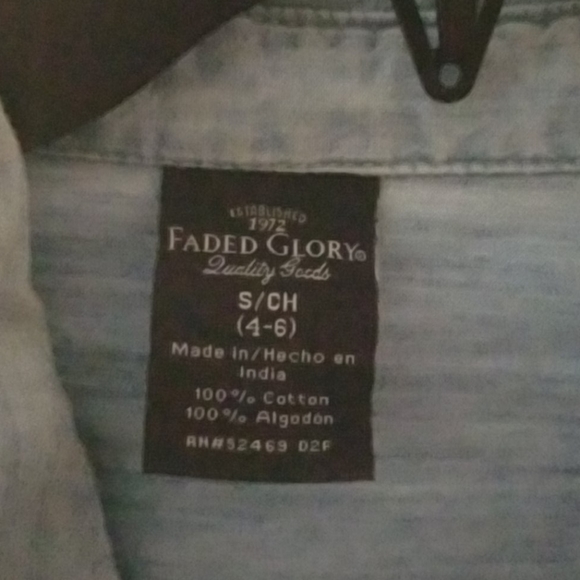 ESTABLISHED
1972
FADED GLORY®
Quality Goods
S/CH
(4-6)
Made in/Hecho en
India
100% Cotton
100% Algodón
RN#52469 D2F